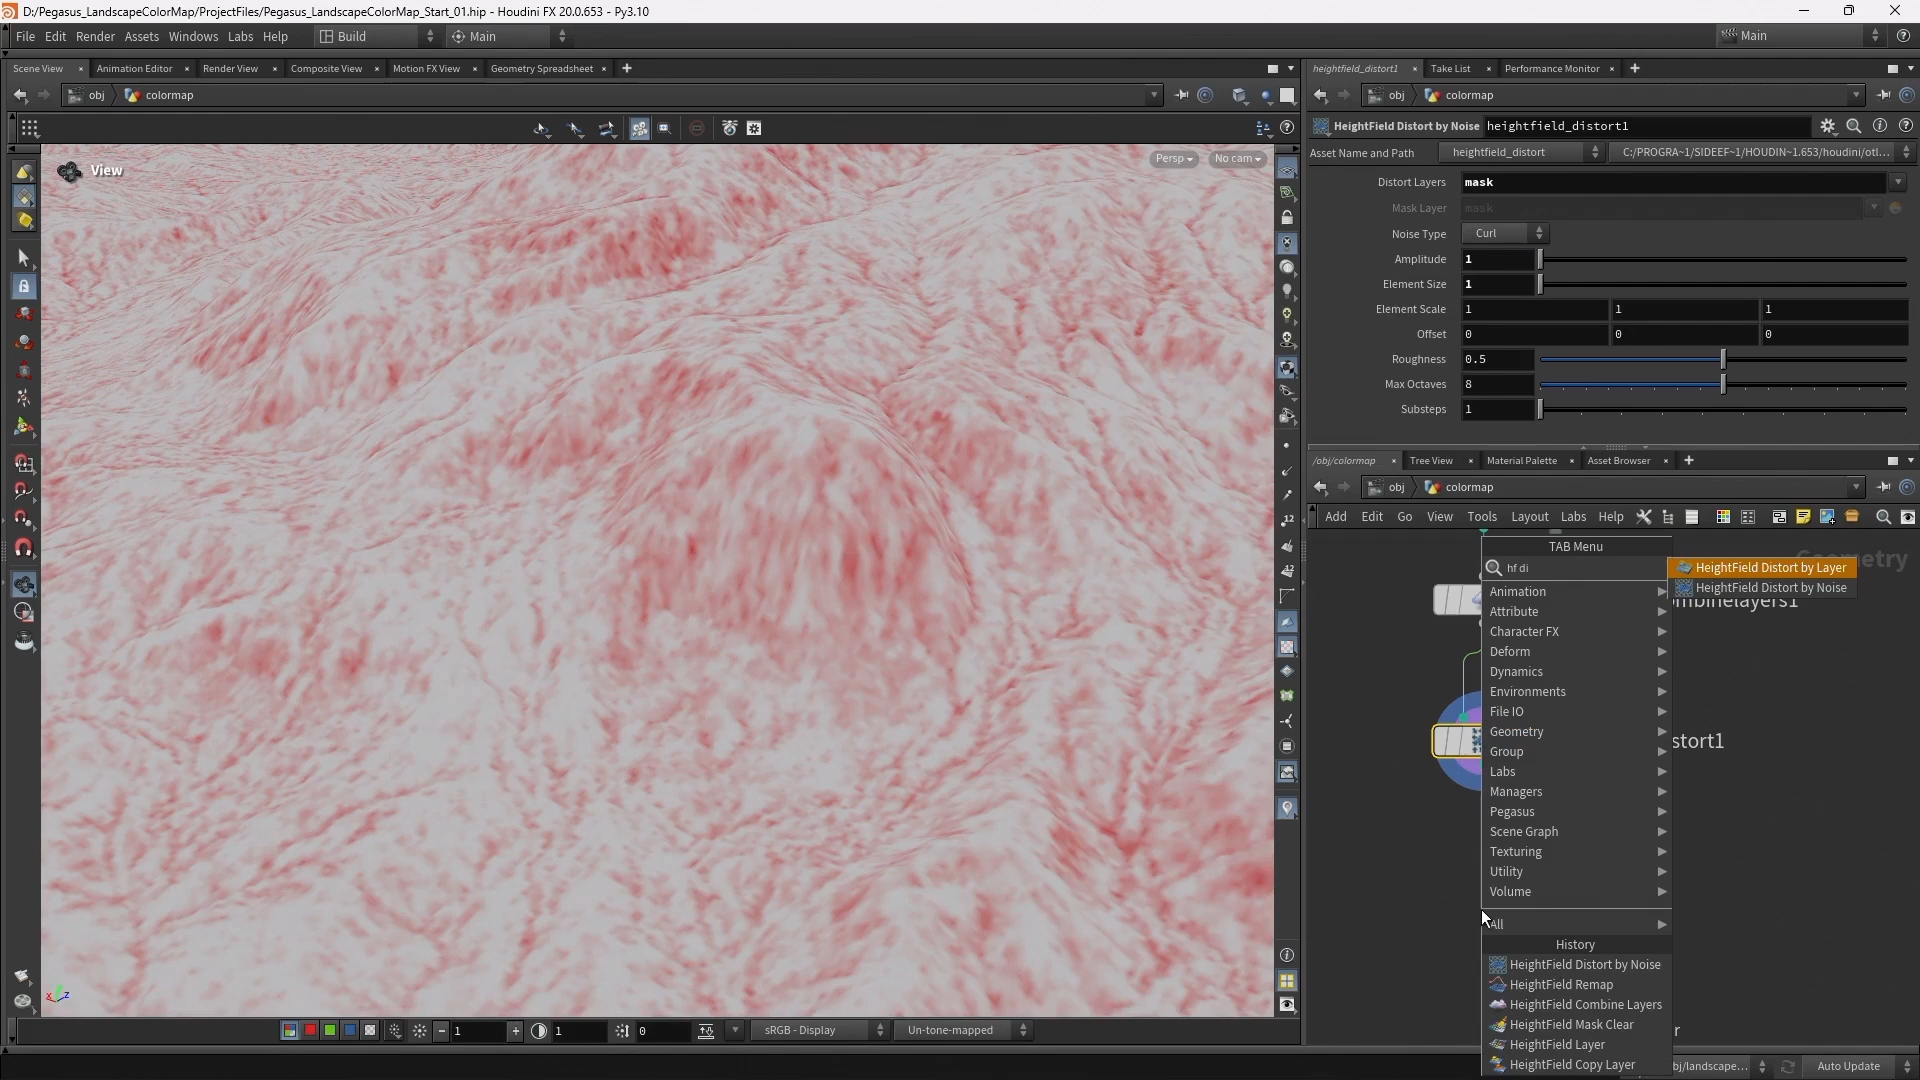 D:/Pegasus_LandscapeColorMap/ProjectFiles/Pegasus_LandscapeColorMap_Start_01.hip - Houdini FX 20.0.653 - Py3.10
File Edit Render Assets Windows Labs Help Build Main Main
Scene View Animation Editor Render View Composite View Motion FX View Geometry Spreadsheet
obj colormap
View
Persp No cam
1 1 0 sRGB - Display Un-tone-mapped
heightfield_distort1 Take List Performance Monitor
obj colormap
HeightField Distort by Noise heightfield_distort1
Asset Name and Path heightfield_distort C:/PROGRA~1/SIDEEF~1/HOUDIN~1.653/houdini/otl...
Distort Layers mask
Mask Layer mask
Noise Type Curl
Amplitude 1
Element Size 1
Element Scale 1 1 1
Offset 0 0 0
Roughness 0.5
Max Octaves 8
Substeps 1
/obj/colormap Tree View Material Palette Asset Browser
obj colormap
Add Edit Go View Tools Layout Labs Help
TAB Menu
hf di
HeightField Distort by Layer
HeightField Distort by Noise
Animation
Attribute
Character FX
Deform
Dynamics
Environments
File IO
Geometry
Group
Labs
Managers
Pegasus
Scene Graph
Texturing
Utility
Volume
All
History
HeightField Distort by Noise
HeightField Remap
HeightField Combine Layers
HeightField Mask Clear
HeightField Layer
HeightField Copy Layer
stort1
bj/landscape... Auto Update